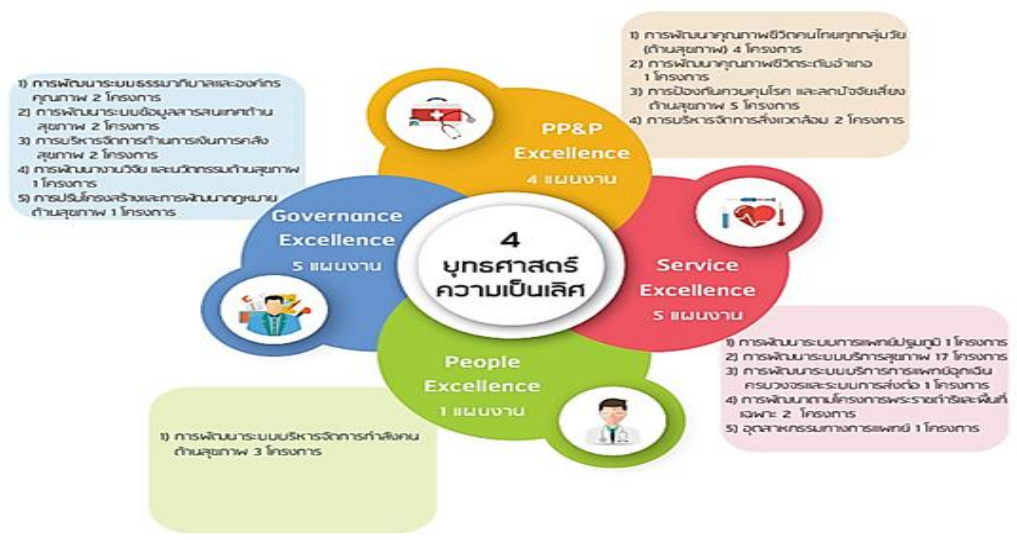 1) การพัฒนาคุณภาพชีวิตคนไทยทุกกลุ่มวัย
(ด้านสุขภาพ) 4 โครงการ
2) การพัฒนาคุณภาพชีวิตระดับอำเภอ
1 โครงการ
3) การป้องกันควบคุมโรค และลดปัจจัยเสี่ยง
ด้านสุขภาพ 5 โครงการ
4) การบริหารจัดการสิ่งแวดล้อม 2 โครงการ
1) การพัฒนาระบบธรรมาภิบาลและองค์กร
คุณภาพ 2 โครงการ
2) การพัฒนาระบบข้อมูลสารสนเทศด้าน
สุขภาพ 2 โครงการ
3) การบริหารจัดการด้านการเงินการคลัง
สุขภาพ 2 โครงการ
4) การพัฒนางานวิจัย และนวัตกรรมด้านสุขภาพ
1 โครงการ
5) การปรับโครงสร้างและการพัฒนากฎหมาย
ด้านสุขภาพ 1 โครงการ
PP&P
Excellence
4 แผนงาน
Governance
Excellence
5 แผนงาน
4
ยุทธศาสตร์
ความเป็นเลิศ
Service
Excellence
5 แผนงาน
People
Excellence
1 แผนงาน
1) การพัฒนาระบบการแพทย์ปฐมภูมิ 1 โครงการ
2) การพัฒนาระบบบริการสุขภาพ 17 โครงการ
3) การพัฒนาระบบบริการการแพทย์ฉุกเฉิน
ครบวงจรและระบบการส่งต่อ 1 โครงการ
4) การพัฒนาตามโครงการพระราชดำริและพื้นที่
เฉพาะ 2 โครงการ
5) อุตสาหกรรมทางการแพทย์ 1 โครงการ
1) การพัฒนาระบบบริหารจัดการกำลังคน
ด้านสุขภาพ 3 โครงการ